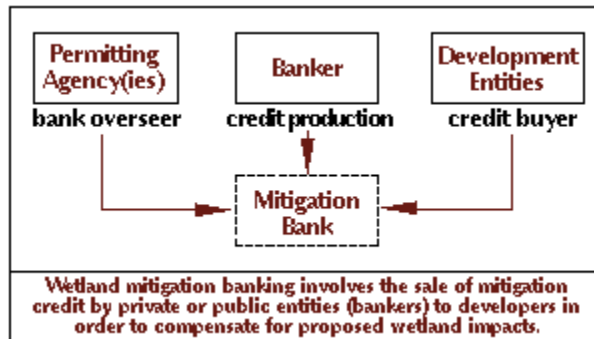 Permitting
Agency(ies)
Banker
Development
Entities
bank overseer
credit production
credit buyer
Mitigation
Bank
Wetland mitigation banking involves the sale of mitigation
credit by private or public entities (bankers) to developers in
order to compensate for proposed wetland impacts.